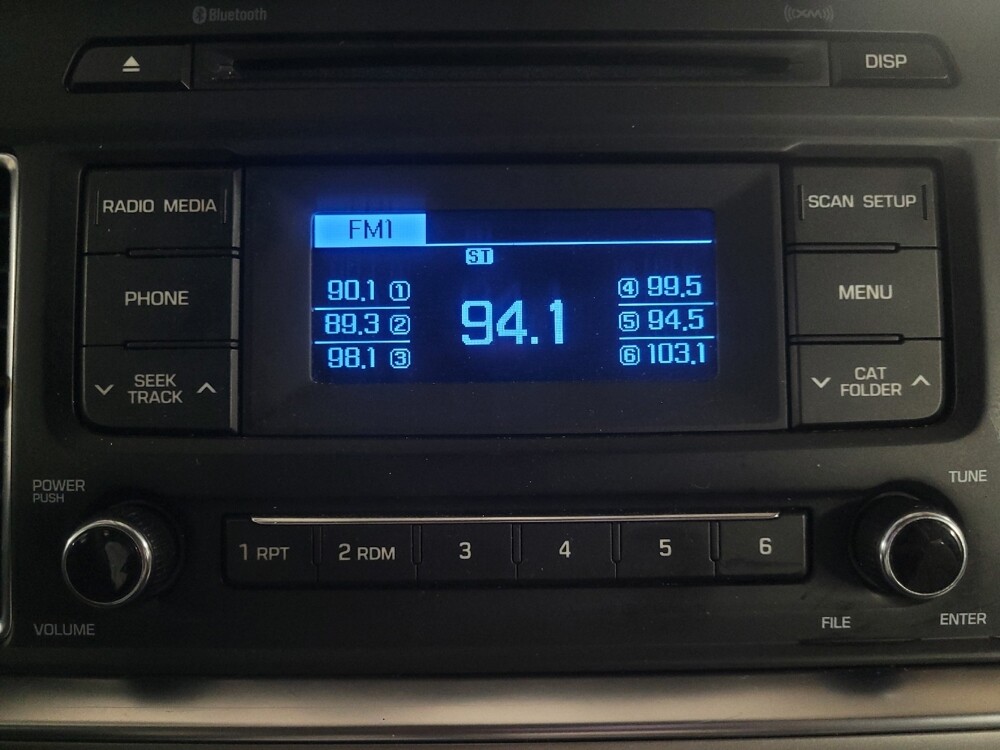 Bluetooth
((XM))
DISP
RADIO MEDIA
SCAN SETUP
FM1
ST
PHONE
MENU
90.1 1
89.3 2
98.1 3
94.1
4 99.5
5 94.5
6 103.1
SEEK
TRACK
CAT
FOLDER
POWER
PUSH
TUNE
1 RPT
2 RDM
3
4
5
6
VOLUME
FILE
ENTER